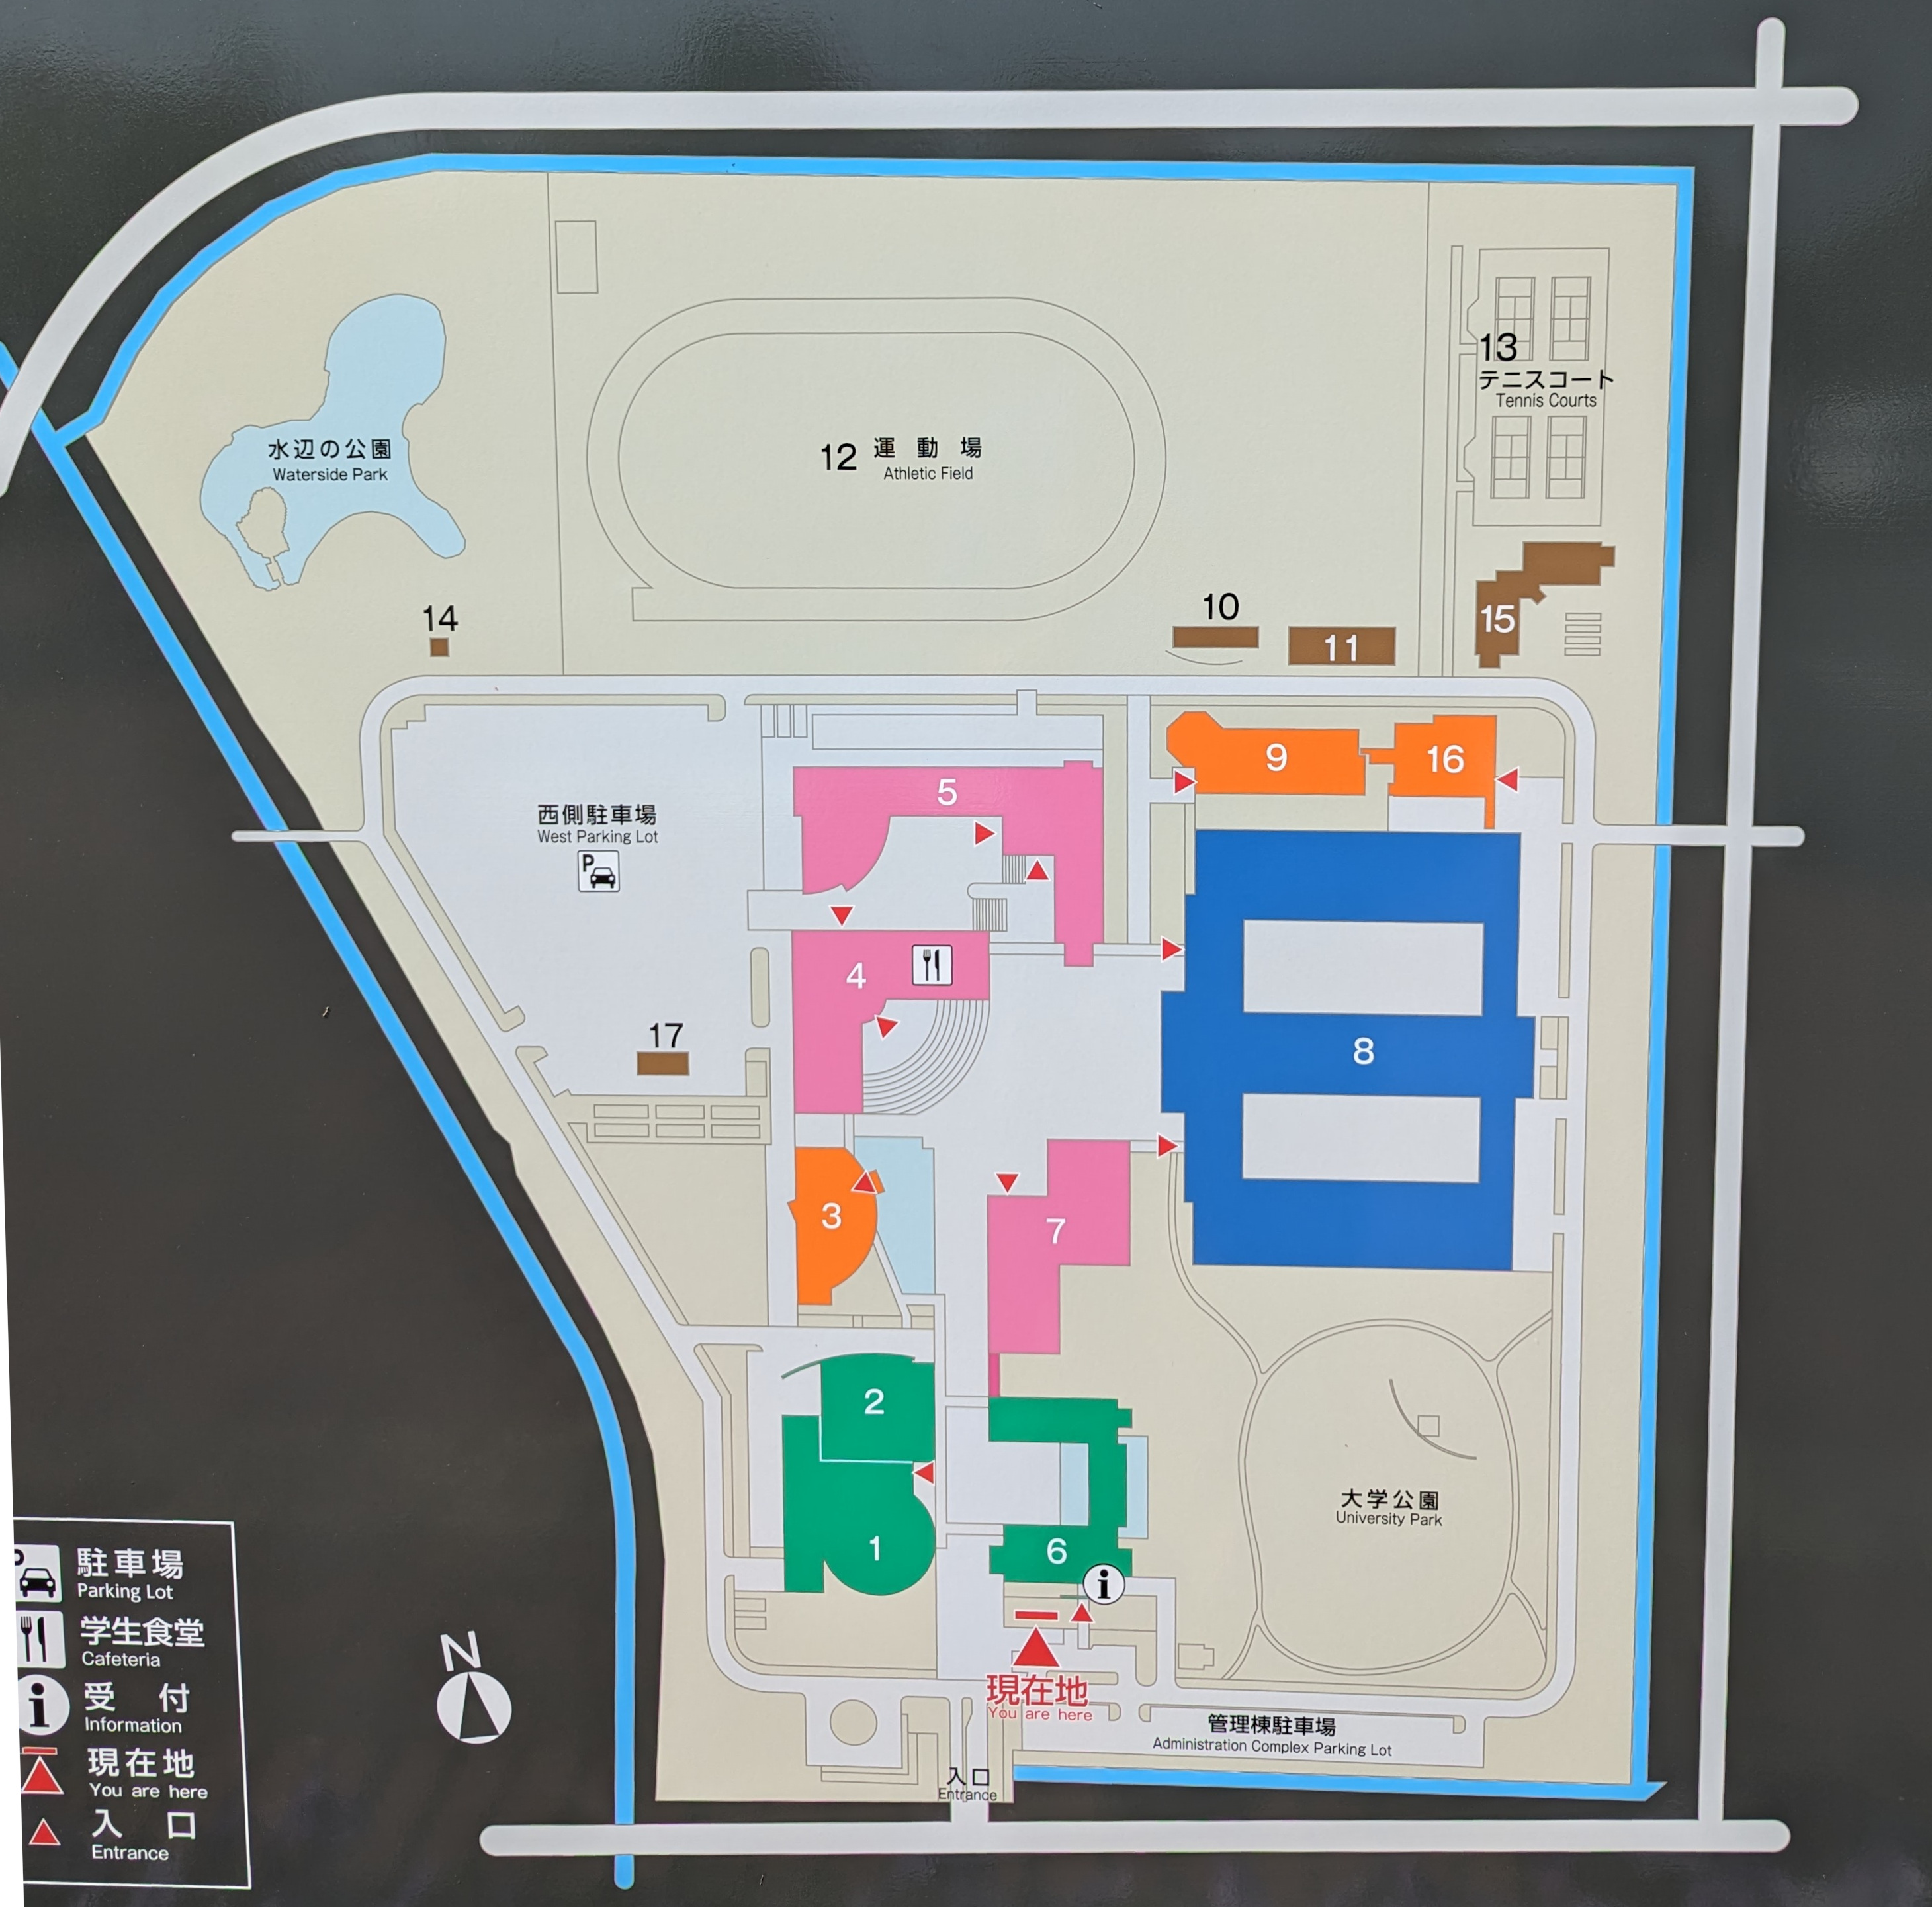 13
テニスコート
Tennis Courts
12
運動場
Athletic Field
水辺の公園
Waterside Park
14
10
11
15
5
9
16
西側駐車場
West Parking Lot
P
4
17
8
3
7
2
1
6
i
大学公園
University Park
現在地
You are here
管理棟駐車場
Administration Complex Parking Lot
入口
Entrance
N
P
駐車場
Parking Lot
学生食堂
Cafeteria
i
受付
Information
現在地
You are here
入口
Entrance